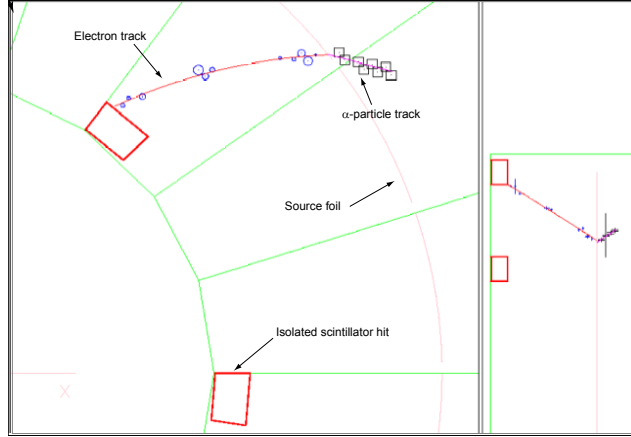 Electron track
α-particle track
Source foil
Isolated scintillator hit
X